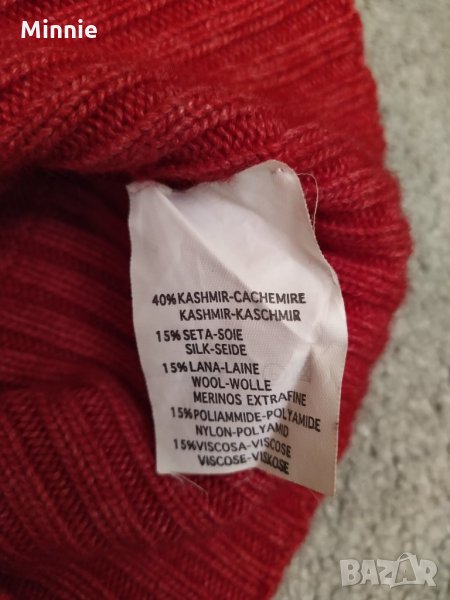 Minnie
40%KASHMIR-CACHEMIRE
KASHMIR-KASCHMIR
15%SETA-SOIE
SILK-SEIDE
15%LANA-LAINE
WOOL-WOLLE
MERINOS EXTRAFINE
15%POLIAMMIDE-POLYAMIDE
NYLON-POLYAMID
15%VISCOSA-VISCOSE
VISCOSE-VISKOSE
BAZAR